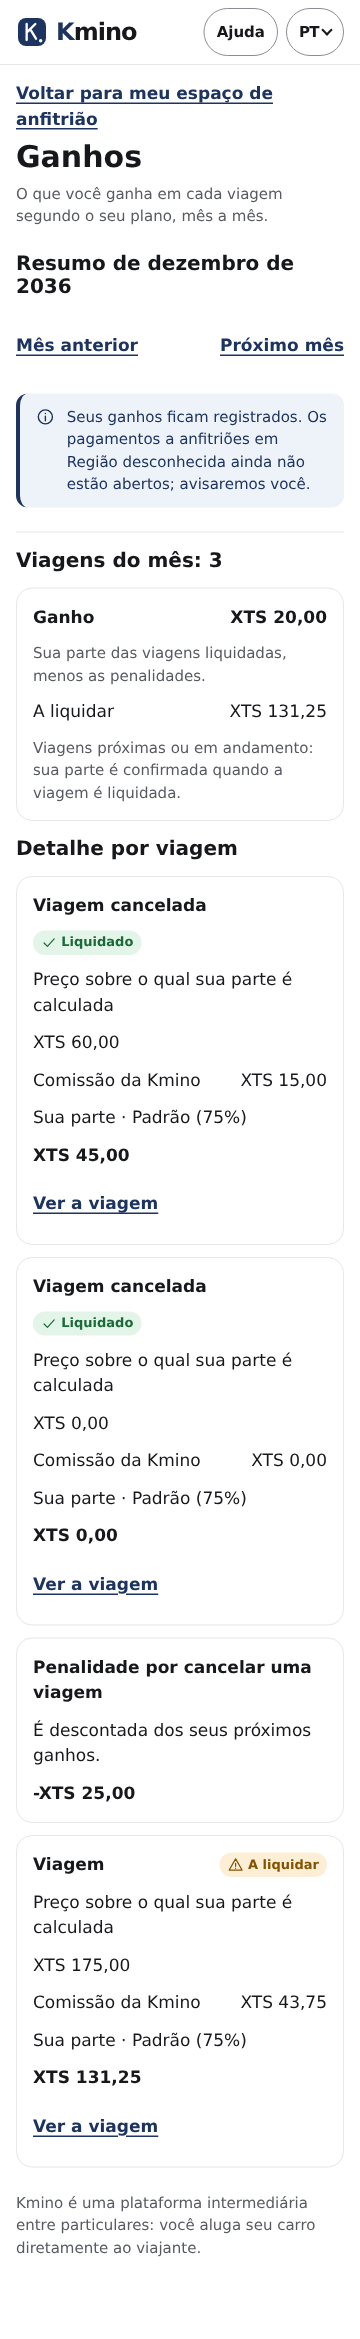 Kmino
Ajuda
PT
Voltar para meu espaço de
anfitrião
Ganhos
O que você ganha em cada viagem
segundo o seu plano, mês a mês.
Resumo de dezembro de
2036
Mês anterior
Próximo mês
Seus ganhos ficam registrados. Os
pagamentos a anfitriões em
Região desconhecida ainda não
estão abertos; avisaremos você.
Viagens do mês: 3
Ganho XTS 20,00
Sua parte das viagens liquidadas,
menos as penalidades.
A liquidar XTS 131,25
Viagens próximas ou em andamento:
sua parte é confirmada quando a
viagem é liquidada.
Detalhe por viagem
Viagem cancelada
Liquidado
Preço sobre o qual sua parte é
calculada
XTS 60,00
Comissão da Kmino XTS 15,00
Sua parte · Padrão (75%)
XTS 45,00
Ver a viagem
Viagem cancelada
Liquidado
Preço sobre o qual sua parte é
calculada
XTS 0,00
Comissão da Kmino XTS 0,00
Sua parte · Padrão (75%)
XTS 0,00
Ver a viagem
Penalidade por cancelar uma
viagem
É descontada dos seus próximos
ganhos.
-XTS 25,00
Viagem A liquidar
Preço sobre o qual sua parte é
calculada
XTS 175,00
Comissão da Kmino XTS 43,75
Sua parte · Padrão (75%)
XTS 131,25
Ver a viagem
Kmino é uma plataforma intermediária
entre particulares: você aluga seu carro
diretamente ao viajante.